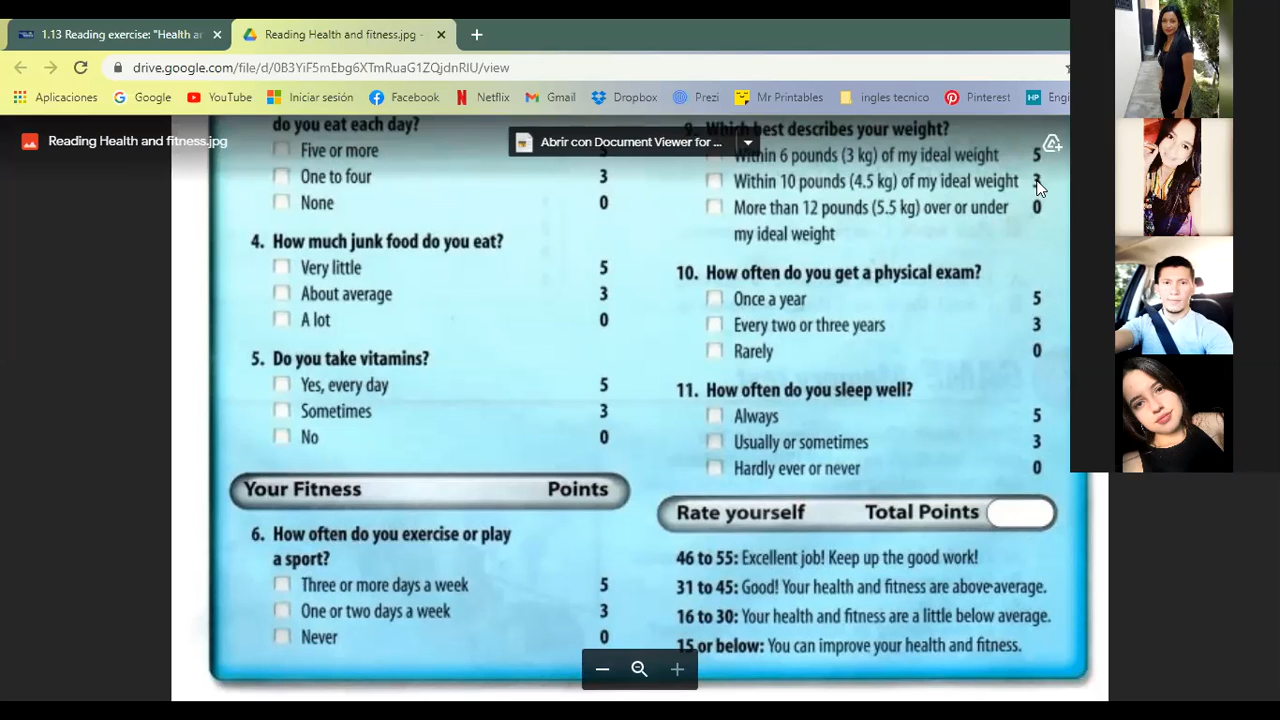 1.13 Reading exercise: "Health a
Reading Health and fitness.jpg -
drive.google.com/file/d/0B3YiF5mEbg6XTmRuaG1ZQjdnRlU/view
Aplicaciones Google YouTube Iniciar sesión Facebook Netflix Gmail Dropbox Prezi Mr Printables ingles tecnico Pinterest Engl
Reading Health and fitness.jpg
Abrir con Document Viewer for ...
do you eat each day?
Five or more
One to four 3
None 0
4. How much junk food do you eat?
Very little 5
About average 3
A lot 0
5. Do you take vitamins?
Yes, every day 5
Sometimes 3
No 0
Your Fitness Points
6. How often do you exercise or play
a sport?
Three or more days a week 5
One or two days a week 3
Never 0
9. Which best describes your weight?
Within 6 pounds (3 kg) of my ideal weight 5
Within 10 pounds (4.5 kg) of my ideal weight 3
More than 12 pounds (5.5 kg) over or under 0
my ideal weight
10. How often do you get a physical exam?
Once a year 5
Every two or three years 3
Rarely 0
11. How often do you sleep well?
Always 5
Usually or sometimes 3
Hardly ever or never 0
Rate yourself Total Points
46 to 55: Excellent job! Keep up the good work!
31 to 45: Good! Your health and fitness are above average.
16 to 30: Your health and fitness are a little below average.
15 or below: You can improve your health and fitness.